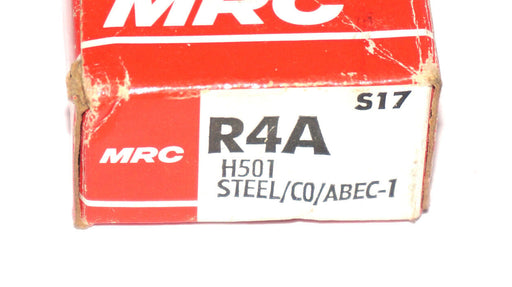 MRC
S17
R4A
MRC
H501
STEEL/CO/ABEC-1